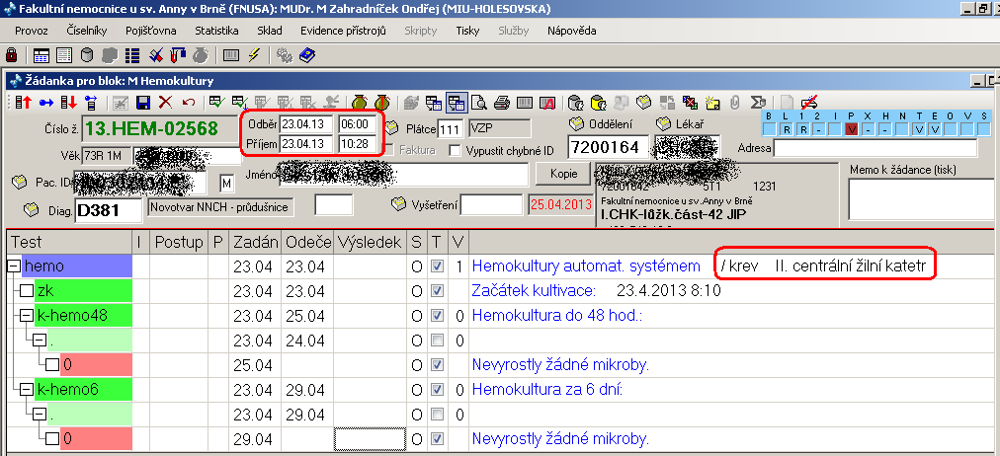 Fakultní nemocnice u sv. Anny v Brně (FNUSA): MUDr. M Zahradníček Ondřej (MIU-HOLESOVSKA)
Provoz Číselníky Pojišťovna Statistika Sklad Evidence přístrojů Skripty Tisky Služby Nápověda
Žádanka pro blok: M Hemokultury
Číslo ž. 13.HEM-02568 Odběr 23.04.13 06:00 Plátce 111 VZP Oddělení Lékař B L 1 2 I P K O B L V S
Příjem 23.04.13 10:28 Faktura Vypustit chybné ID 7200164 R R - - V - - T V
Věk 73R 1M Adresa
Pac. ID M Jméno Kopie 72001642 5T1 1231 Memo k žádance (tisk)
Fakultní nemocnice u sv. Anny v Brně
Diag. D381 Novotvar NNCH - průdušnice Vyšetření 25.04.2013 I.CHK-lůžk.část-42 JIP
Test I Postup P Zadán Odeče Výsledek S T V
hemo 23.04 23.04 O 1 Hemokultury automat. systémem / krev II. centrální žilní katetr
zk 23.04 23.04 O Začátek kultivace: 23.4.2013 8:10
k-hemo48 23.04 25.04 O 0 Hemokultura do 48 hod.:
. 23.04 24.04 O 0
0 25.04 O Nevyrostly žádné mikroby.
k-hemo6 23.04 29.04 O 0 Hemokultura za 6 dní:
. 23.04 29.04 O 0
0 29.04 O Nevyrostly žádné mikroby.